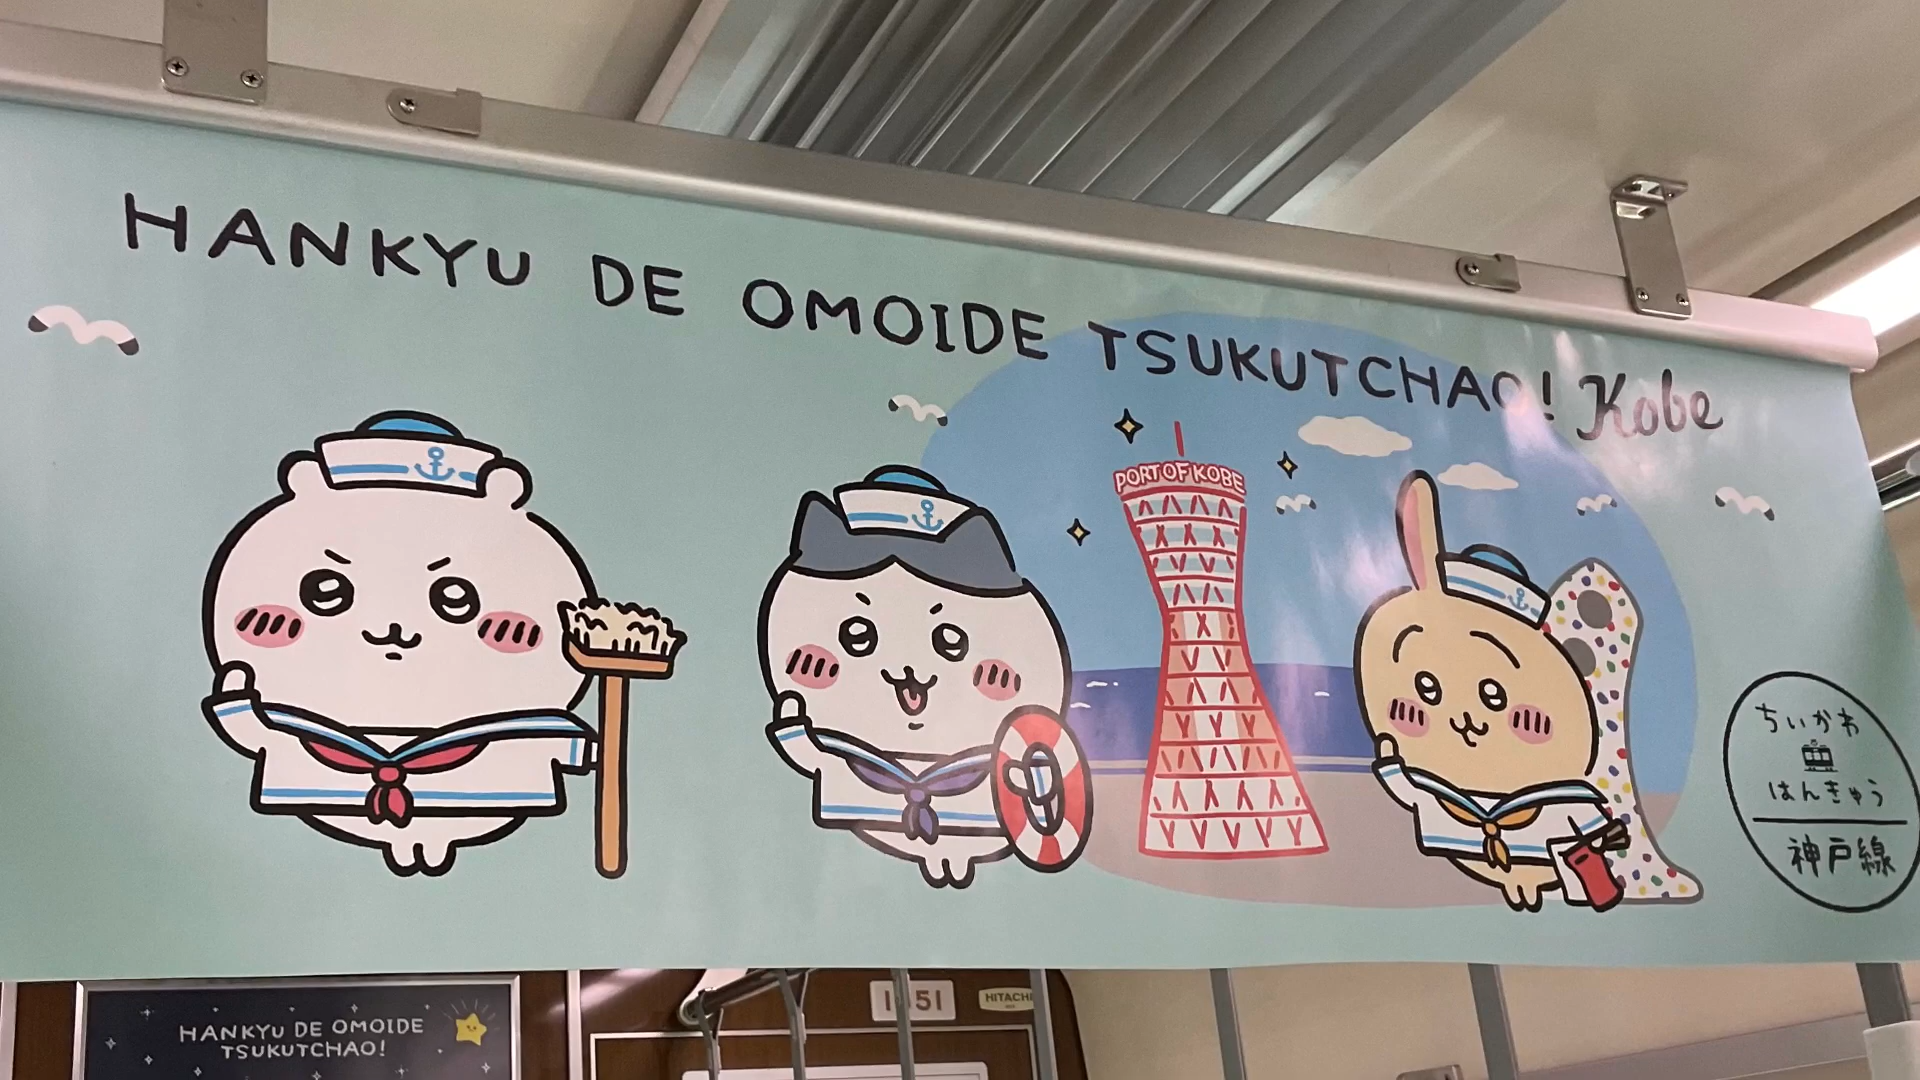 HANKYU DE OMOIDE TSUKUTCHAO! Kobe
PORT OF KOBE
ちいかわ
はんきゅう
神戸線
HANKYU DE OMOIDE
TSUKUTCHAO!
1051
HITACHI